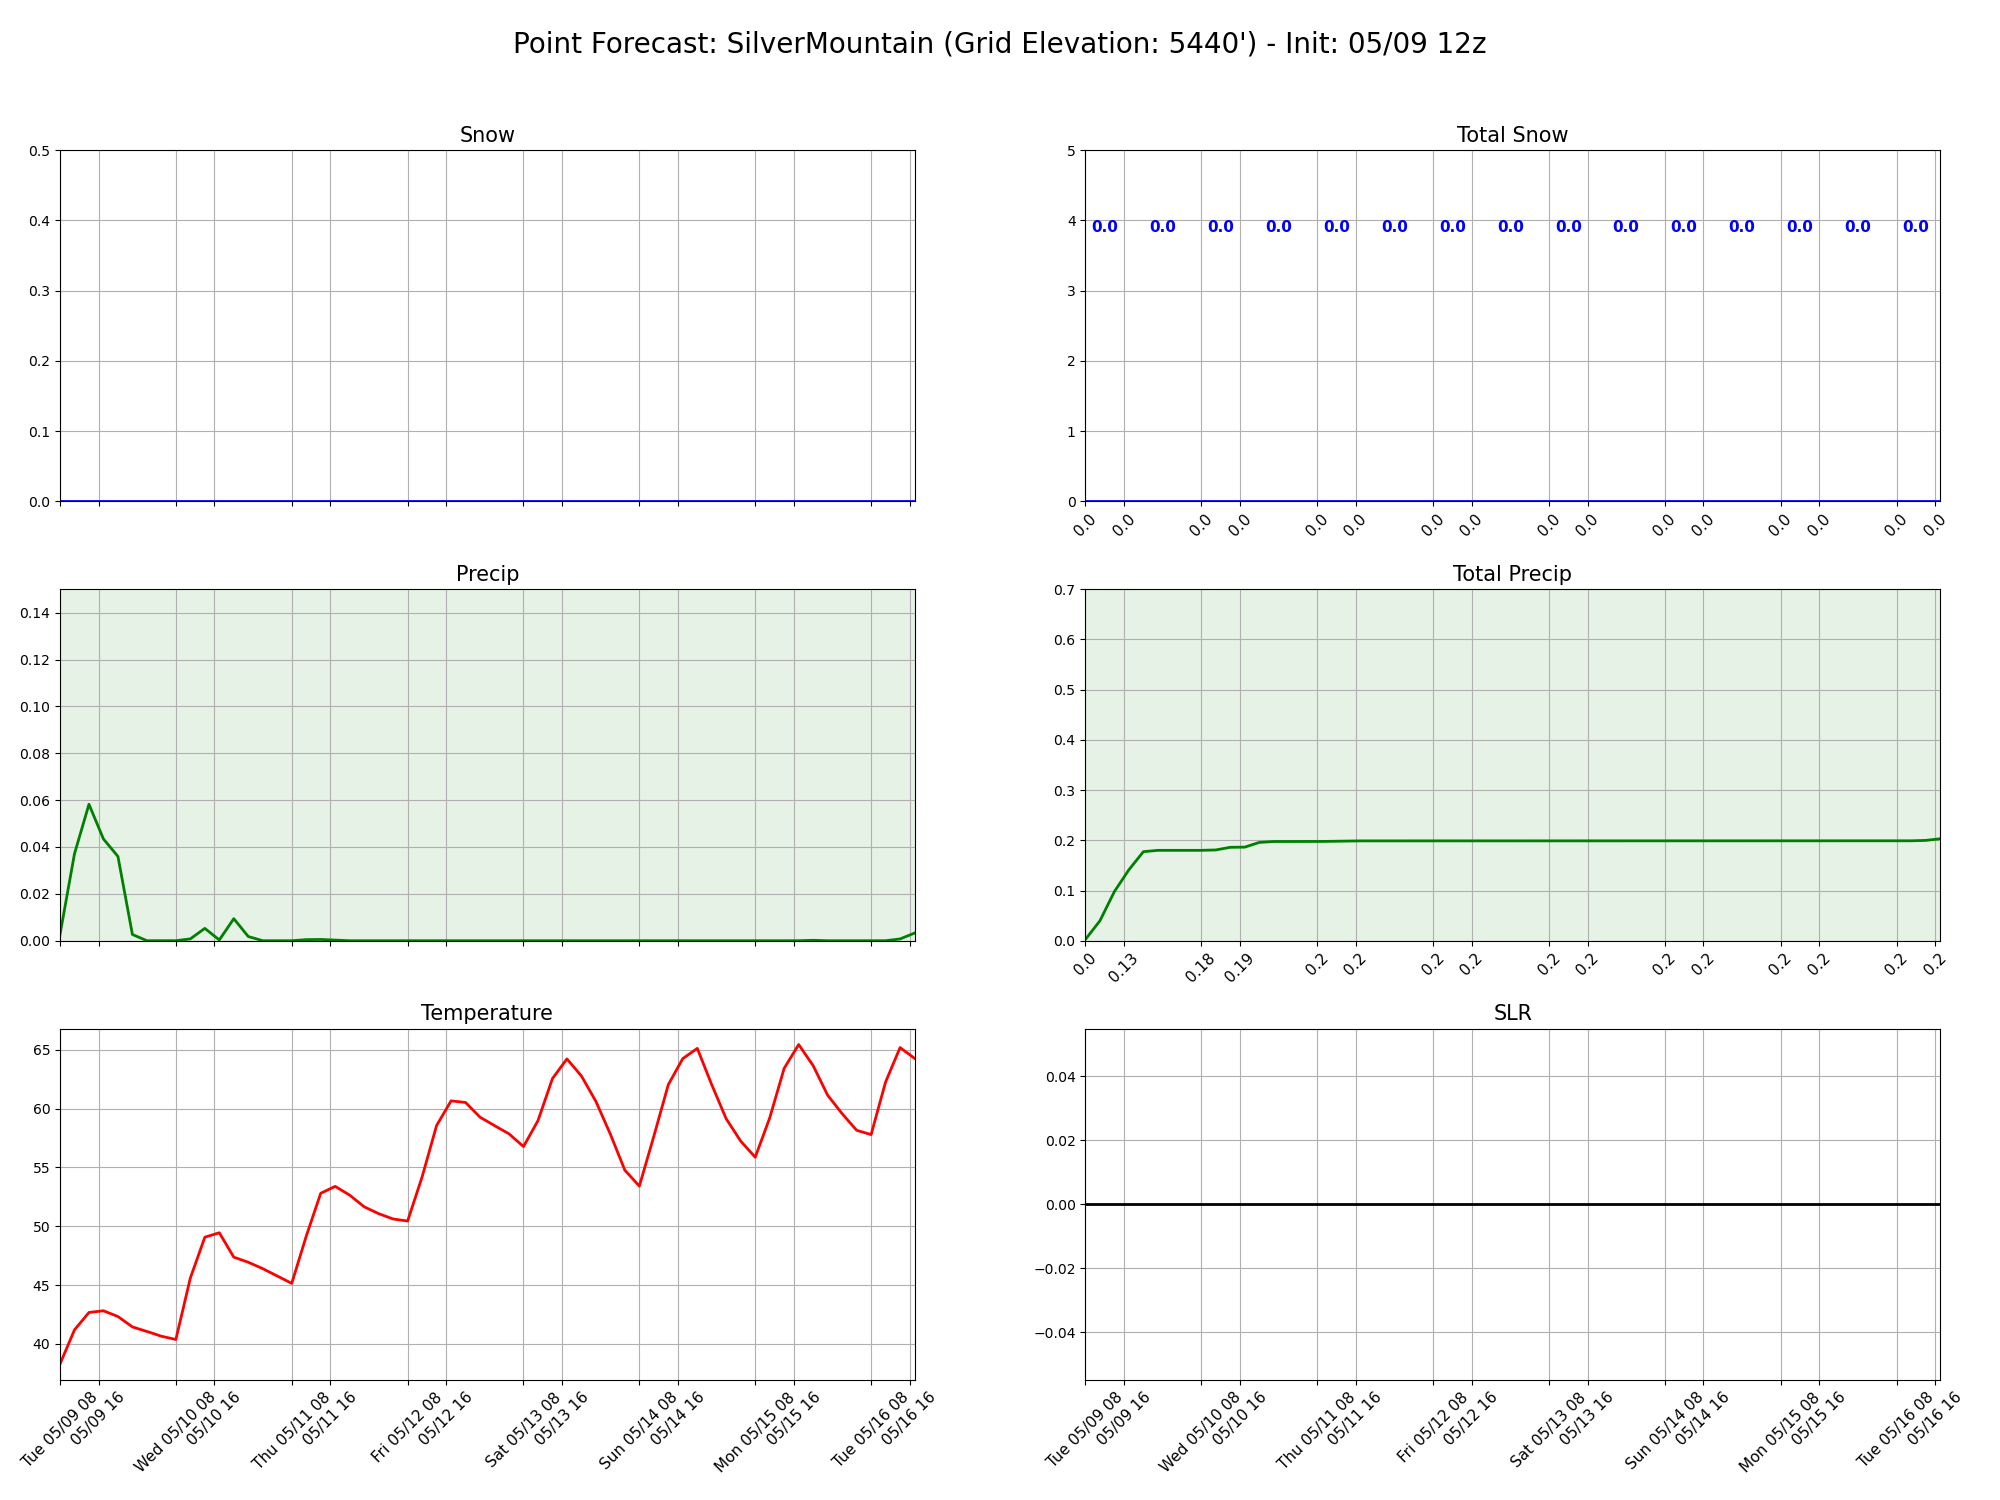 Point Forecast: SilverMountain (Grid Elevation: 5440') - Init: 05/09 12z
Snow
0.5
0.4
0.3
0.2
0.1
0.0
Total Snow
5
4
3
2
1
0
0.0 0.0 0.0 0.0 0.0 0.0 0.0 0.0 0.0 0.0 0.0 0.0 0.0 0.0 0.0
0.0 0.0 0.0 0.0 0.0 0.0 0.0 0.0 0.0 0.0 0.0 0.0 0.0 0.0 0.0 0.0
Precip
0.14
0.12
0.10
0.08
0.06
0.04
0.02
0.00
Total Precip
0.7
0.6
0.5
0.4
0.3
0.2
0.1
0.0
0.0 0.13 0.18 0.19 0.2 0.2 0.2 0.2 0.2 0.2 0.2 0.2 0.2 0.2 0.2 0.2
Temperature
65
60
55
50
45
40
Tue 05/09 08
05/09 16
Wed 05/10 08
05/10 16
Thu 05/11 08
05/11 16
Fri 05/12 08
05/12 16
Sat 05/13 08
05/13 16
Sun 05/14 08
05/14 16
Mon 05/15 08
05/15 16
Tue 05/16 08
05/16 16
SLR
0.04
0.02
0.00
−0.02
−0.04
Tue 05/09 08
05/09 16
Wed 05/10 08
05/10 16
Thu 05/11 08
05/11 16
Fri 05/12 08
05/12 16
Sat 05/13 08
05/13 16
Sun 05/14 08
05/14 16
Mon 05/15 08
05/15 16
Tue 05/16 08
05/16 16